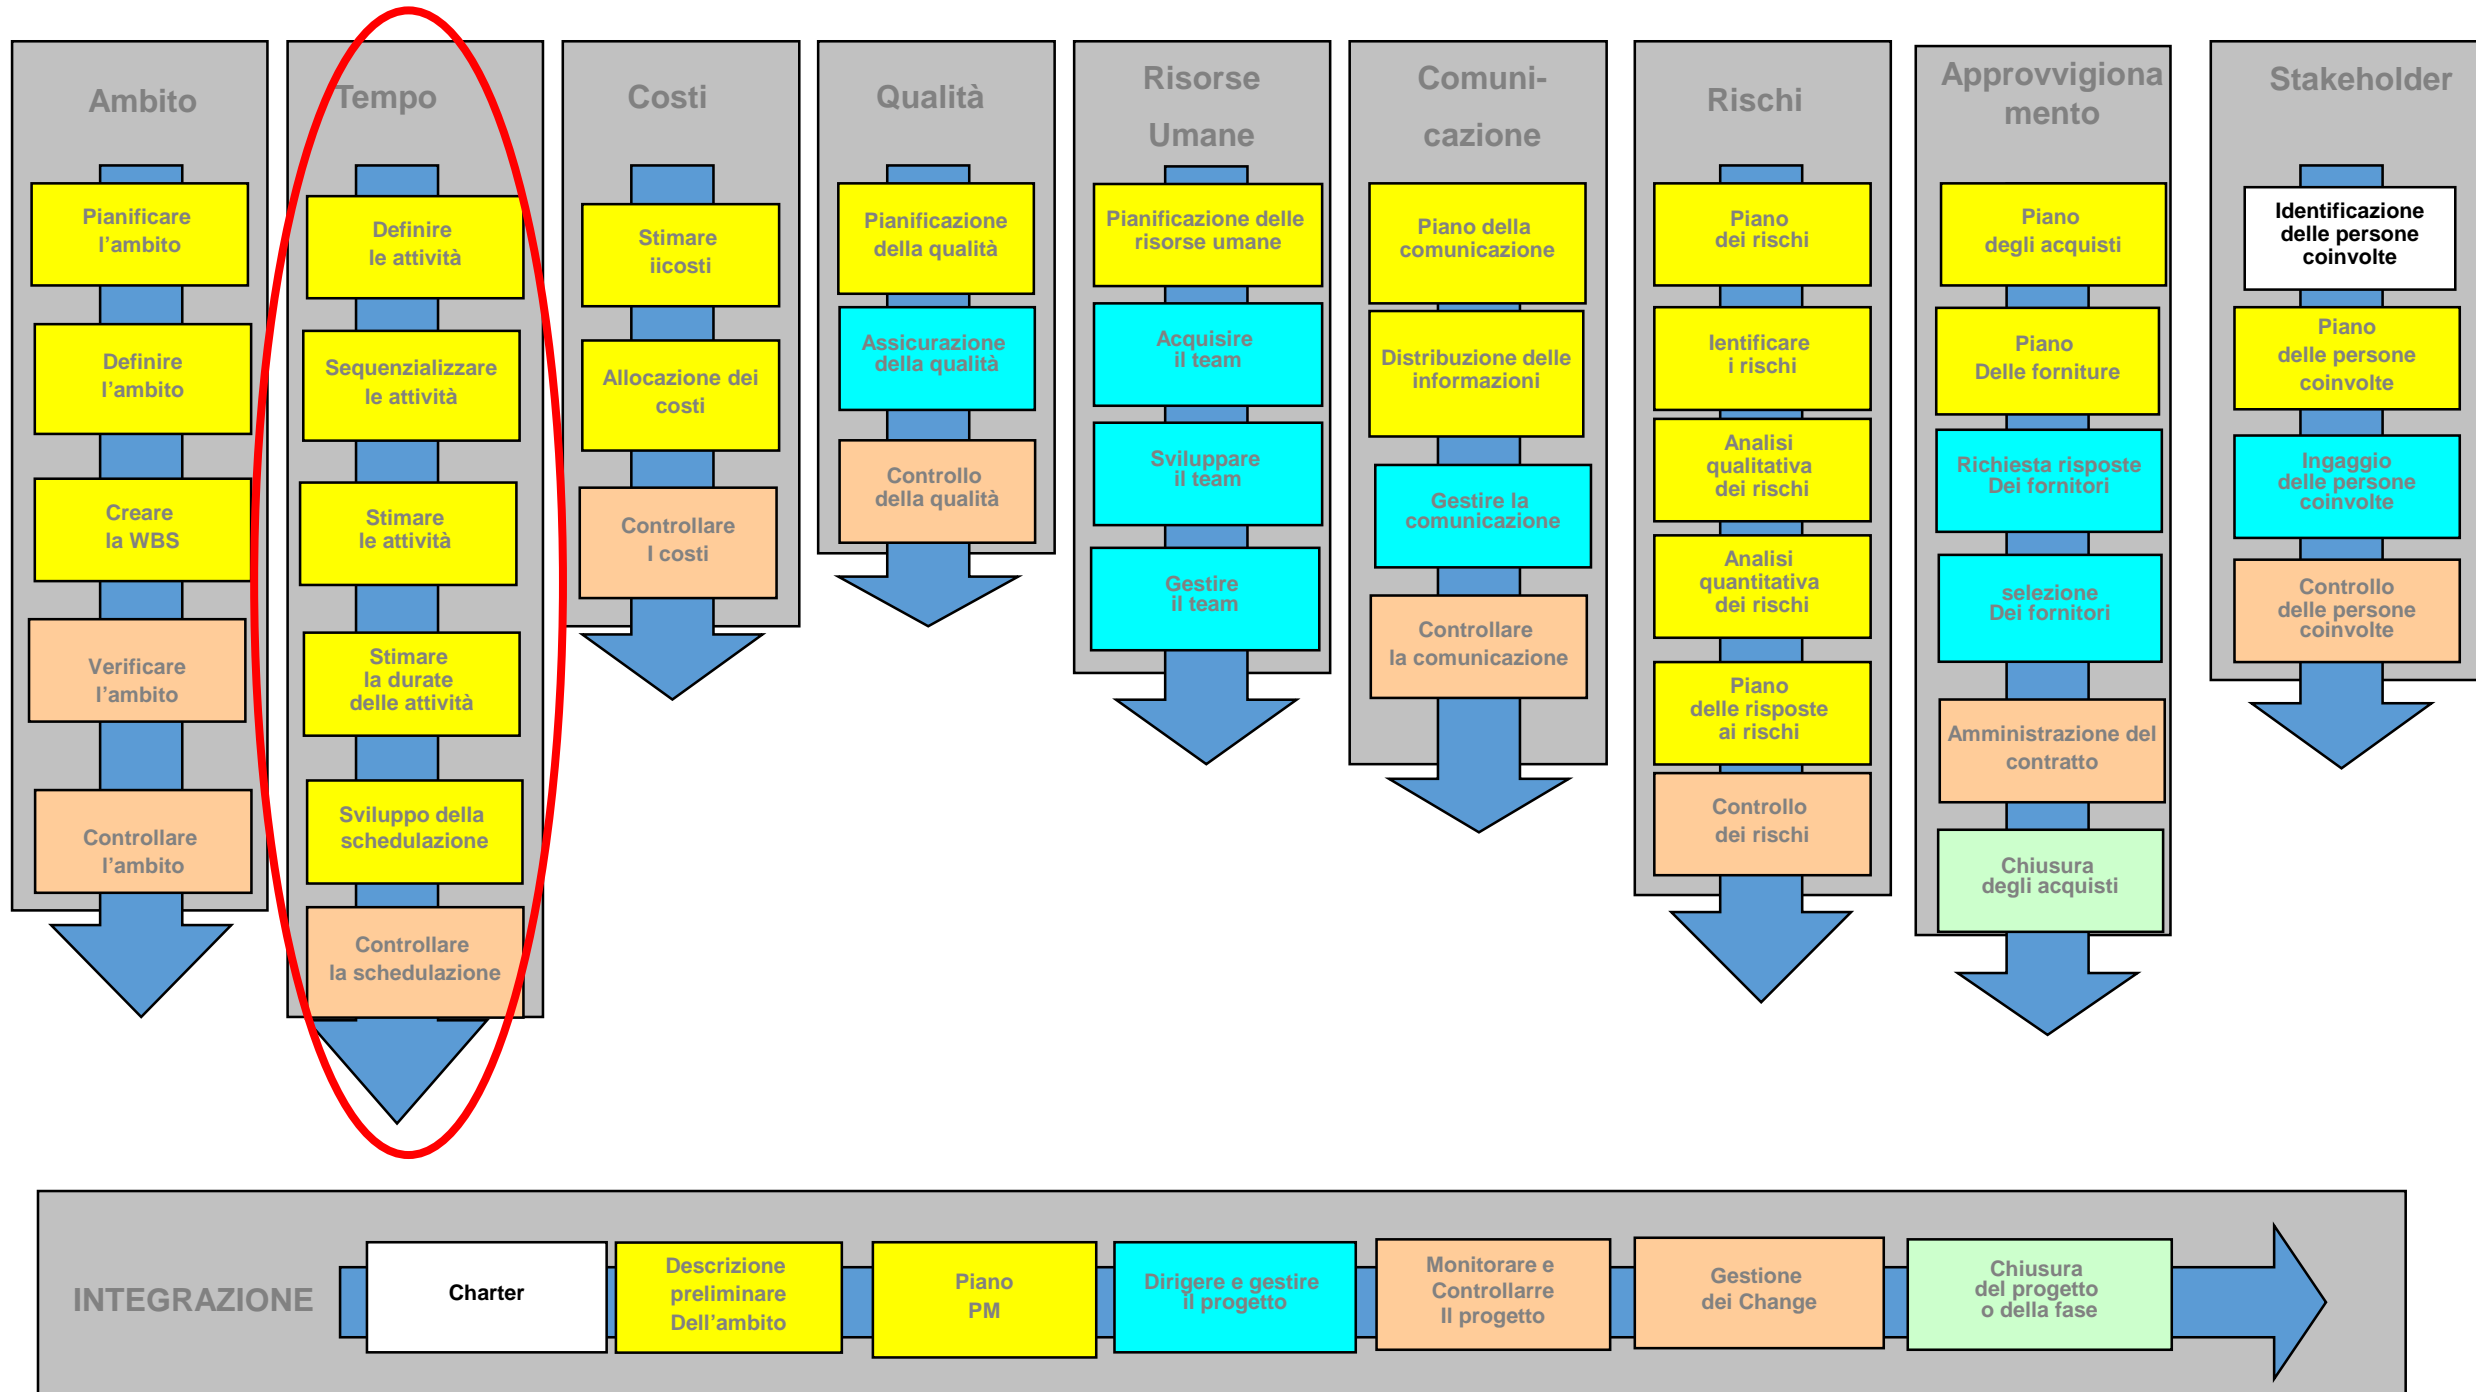 Ambito
Pianificare
l'ambito
Definire
l'ambito
Creare
la WBS
Verificare
l'ambito
Controllare
l'ambito
Tempo
Definire
le attività
Sequenzializzare
le attività
Stimare
le attività
Stimare
la durate
delle attività
Sviluppo della
schedulazione
Controllare
la schedulazione
Costi
Stimare
iicosti
Allocazione dei
costi
Controllare
I costi
Qualità
Pianificazione
della qualità
Assicurazione
della qualità
Controllo
della qualità
Risorse
Umane
Pianificazione delle
risorse umane
Acquisire
il team
Sviluppare
il team
Gestire
il team
Comuni-
cazione
Piano della
comunicazione
Distribuzione delle
informazioni
Gestire la
comunicazione
Controllare
la comunicazione
Rischi
Piano
dei rischi
Ientificare
i rischi
Analisi
qualitativa
dei rischi
Analisi
quantitativa
dei rischi
Piano
delle risposte
ai rischi
Controllo
dei rischi
Approvvigiona
mento
Piano
degli acquisti
Piano
Delle forniture
Richiesta risposte
Dei fornitori
selezione
Dei fornitori
Amministrazione del
contratto
Chiusura
degli acquisti
Stakeholder
Identificazione
delle persone
coinvolte
Piano
delle persone
coinvolte
Ingaggio
delle persone
coinvolte
Controllo
delle persone
coinvolte
INTEGRAZIONE
Charter
Descrizione
preliminare
Dell'ambito
Piano
PM
Dirigere e gestire
il progetto
Monitorare e
Controllarre
Il progetto
Gestione
dei Change
Chiusura
del progetto
o della fase